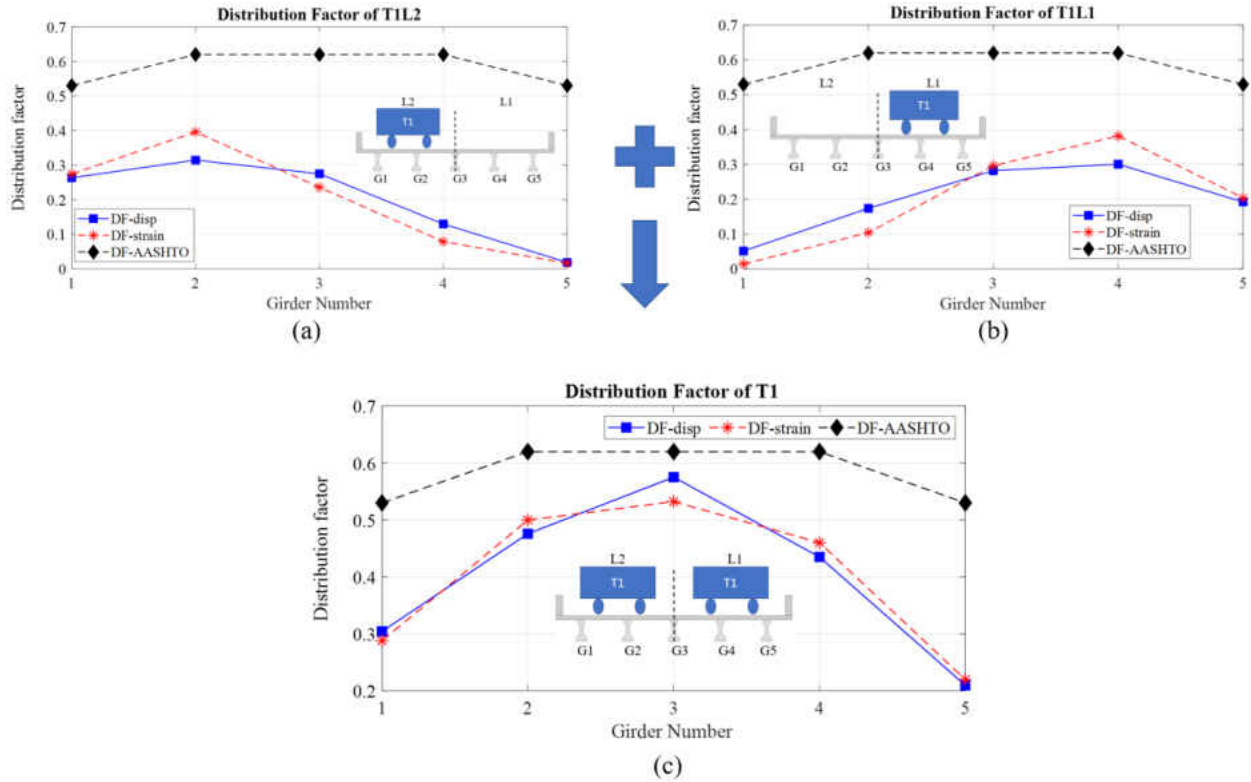 Distribution Factor of T1L2
0.7
0.6
0.5
0.4
0.3
0.2
0.1
0
Distribution factor
L2
L1
T1
G1 G2 G3 G4 G5
DF-disp
DF-strain
DF-AASHTO
1 2 3 4 5
Girder Number
(a)
Distribution Factor of T1L1
0.7
0.6
0.5
0.4
0.3
0.2
0.1
0
Distribution factor
L2
L1
T1
G1 G2 G3 G4 G5
DF-disp
DF-strain
DF-AASHTO
1 2 3 4 5
Girder Number
(b)
Distribution Factor of T1
0.7
0.6
0.5
0.4
0.3
0.2
Distribution factor
DF-disp DF-strain DF-AASHTO
L2 L1
T1 T1
G1 G2 G3 G4 G5
1 2 3 4 5
Girder Number
(c)